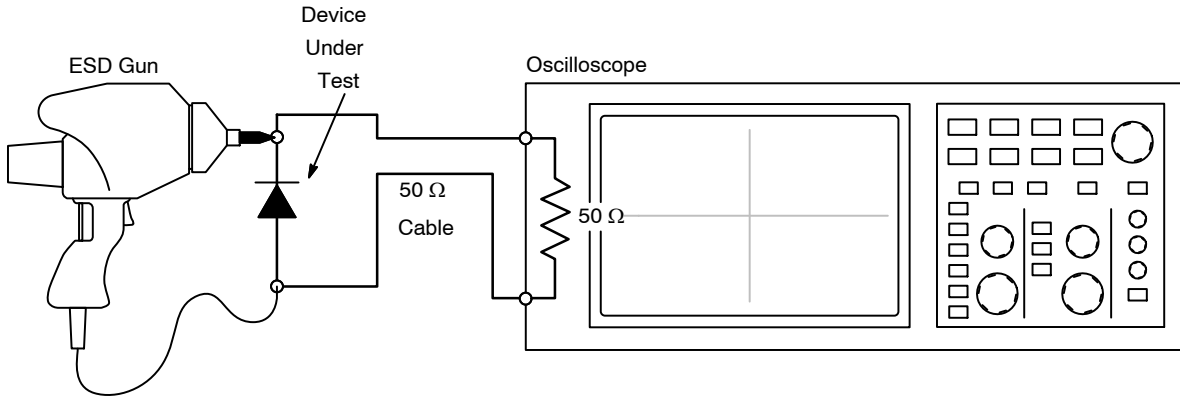 Device
Under
Test
ESD Gun
Oscilloscope
50 Ω
Cable
50 Ω